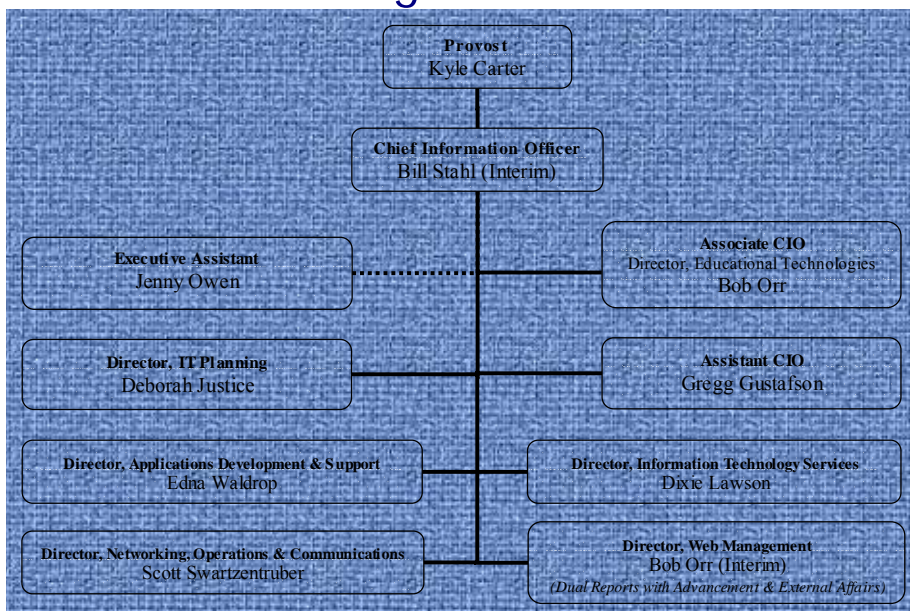 Provost
Kyle Carter
Chief Information Officer
Bill Stahl (Interim)
Associate CIO
Director, Educational Technologies
Bob Orr
Executive Assistant
Jenny Owen
Director, IT Planning
Deborah Justice
Assistant CIO
Gregg Gustafson
Director, Applications Development & Support
Edna Waldrop
Director, Information Technology Services
Dixie Lawson
Director, Networking, Operations & Communications
Scott Swartzentruber
Director, Web Management
Bob Orr (Interim)
(Dual Reports with Advancement & External Affairs)